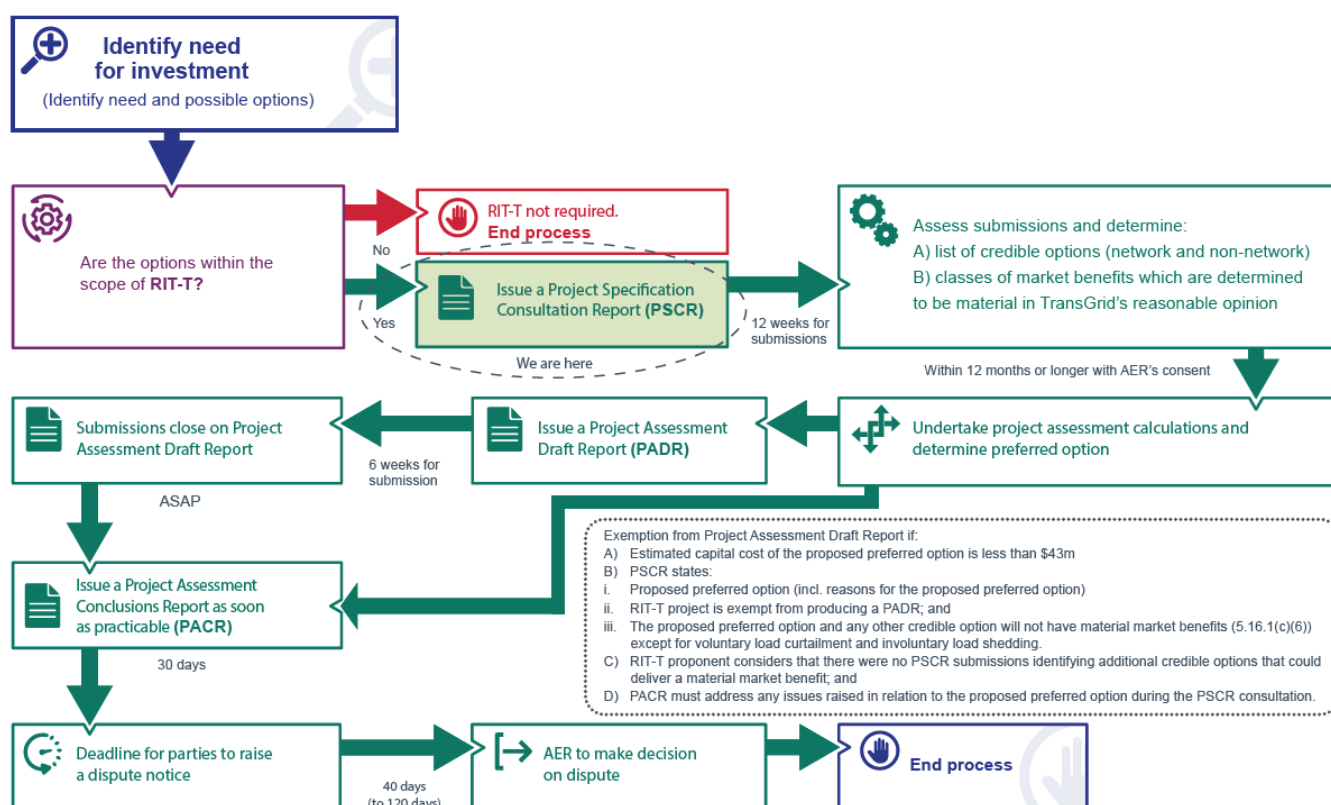 Identify need
for investment
(Identify need and possible options)
Are the options within the
scope of RIT-T?
No
RIT-T not required.
End process
Yes
Issue a Project Specification
Consultation Report (PSCR)
We are here
12 weeks for
submissions
Assess submissions and determine:
A) list of credible options (network and non-network)
B) classes of market benefits which are determined
to be material in TransGrid's reasonable opinion
Within 12 months or longer with AER's consent
Undertake project assessment calculations and
determine preferred option
Issue a Project Assessment
Draft Report (PADR)
6 weeks for
submission
Submissions close on Project
Assessment Draft Report
ASAP
Exemption from Project Assessment Draft Report if:
A) Estimated capital cost of the proposed preferred option is less than $43m
B) PSCR states:
i. Proposed preferred option (incl. reasons for the proposed preferred option)
ii. RIT-T project is exempt from producing a PADR; and
iii. The proposed preferred option and any other credible option will not have material market benefits (5.16.1(c)(6))
except for voluntary load curtailment and involuntary load shedding.
C) RIT-T proponent considers that there were no PSCR submissions identifying additional credible options that could
deliver a material market benefit; and
D) PACR must address any issues raised in relation to the proposed preferred option during the PSCR consultation.
Issue a Project Assessment
Conclusions Report as soon
as practicable (PACR)
30 days
Deadline for parties to raise
a dispute notice
40 days
(to 120 days)
AER to make decision
on dispute
End process